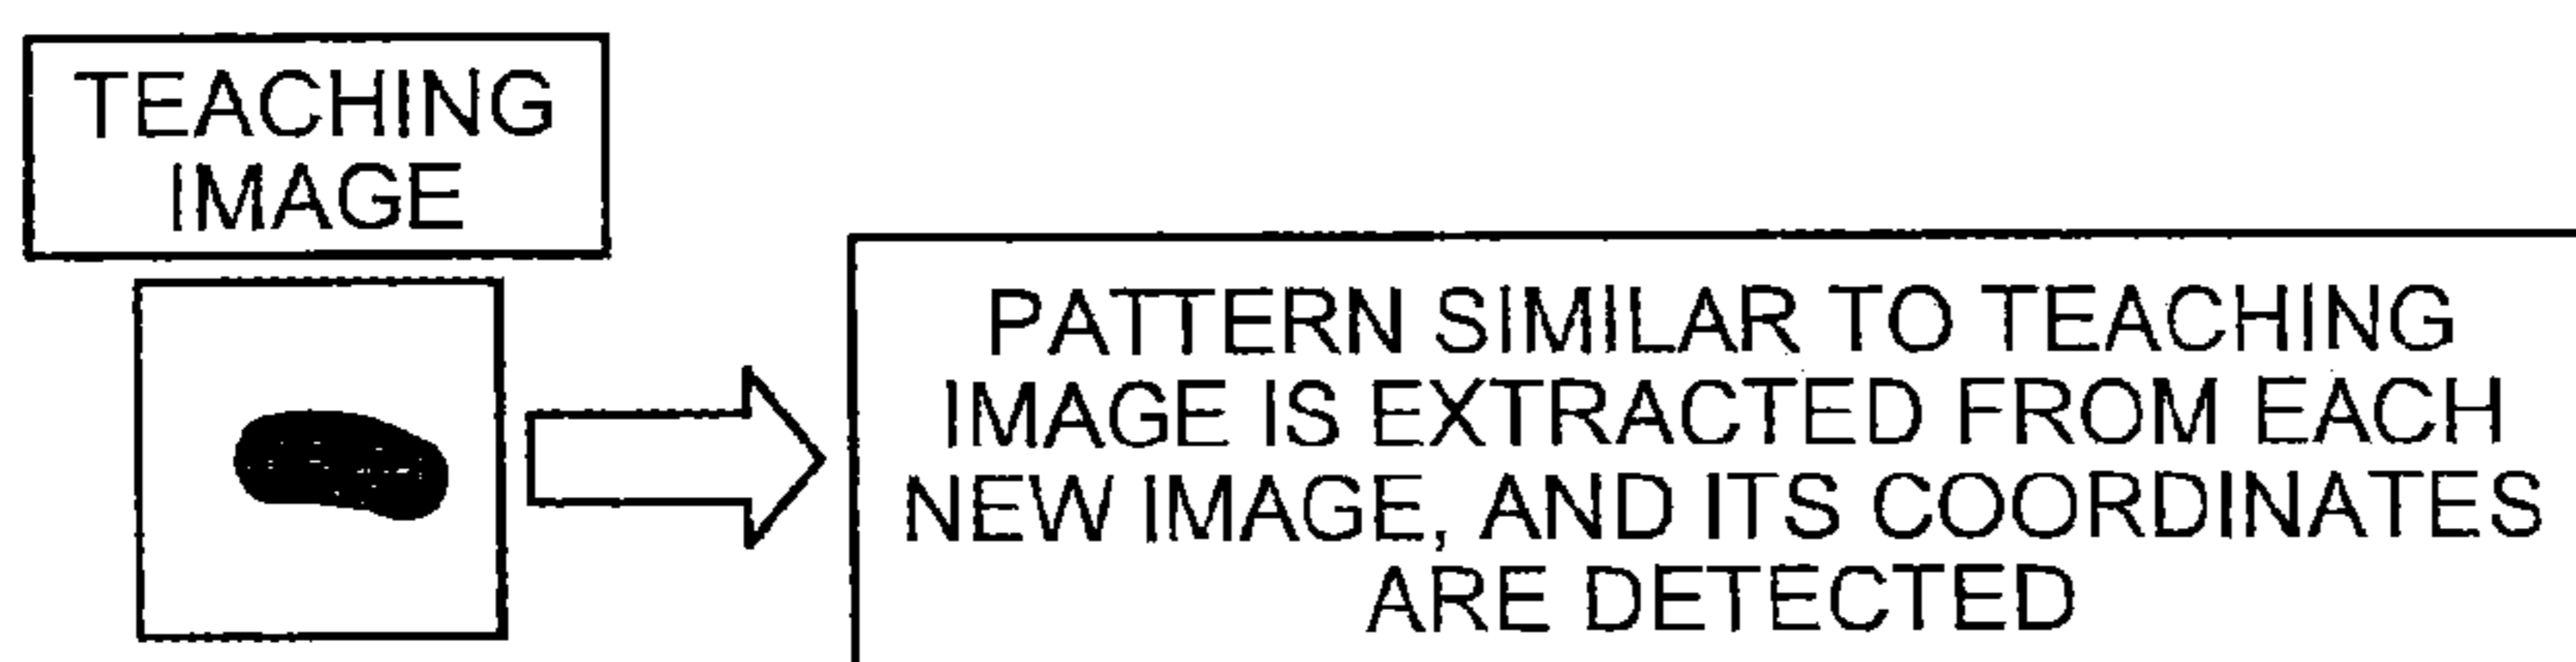 TEACHING
IMAGE
PATTERN SIMILAR TO TEACHING
IMAGE IS EXTRACTED FROM EACH
NEW IMAGE, AND ITS COORDINATES
ARE DETECTED